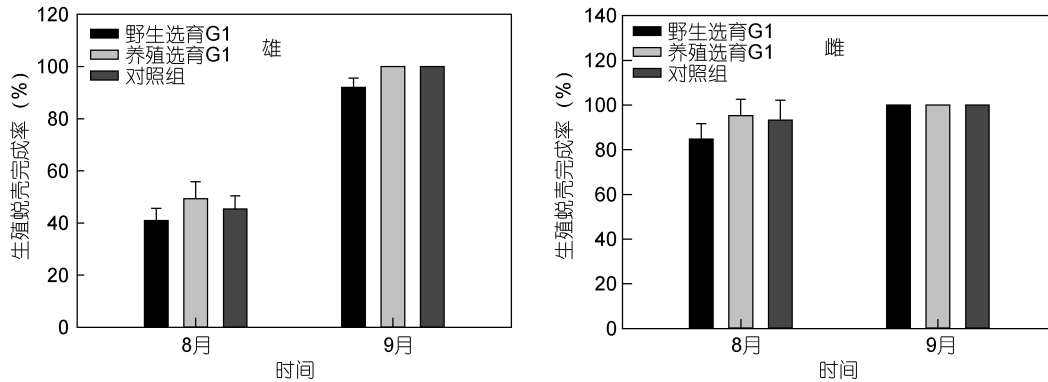 120
100
80
60
40
20
0
生殖蜕壳完成率（%）
野生选育G1
养殖选育G1
对照组
雄
8月
9月
时间
140
120
100
80
60
40
20
0
生殖蜕壳完成率（%）
野生选育G1
养殖选育G1
对照组
雌
8月
9月
时间